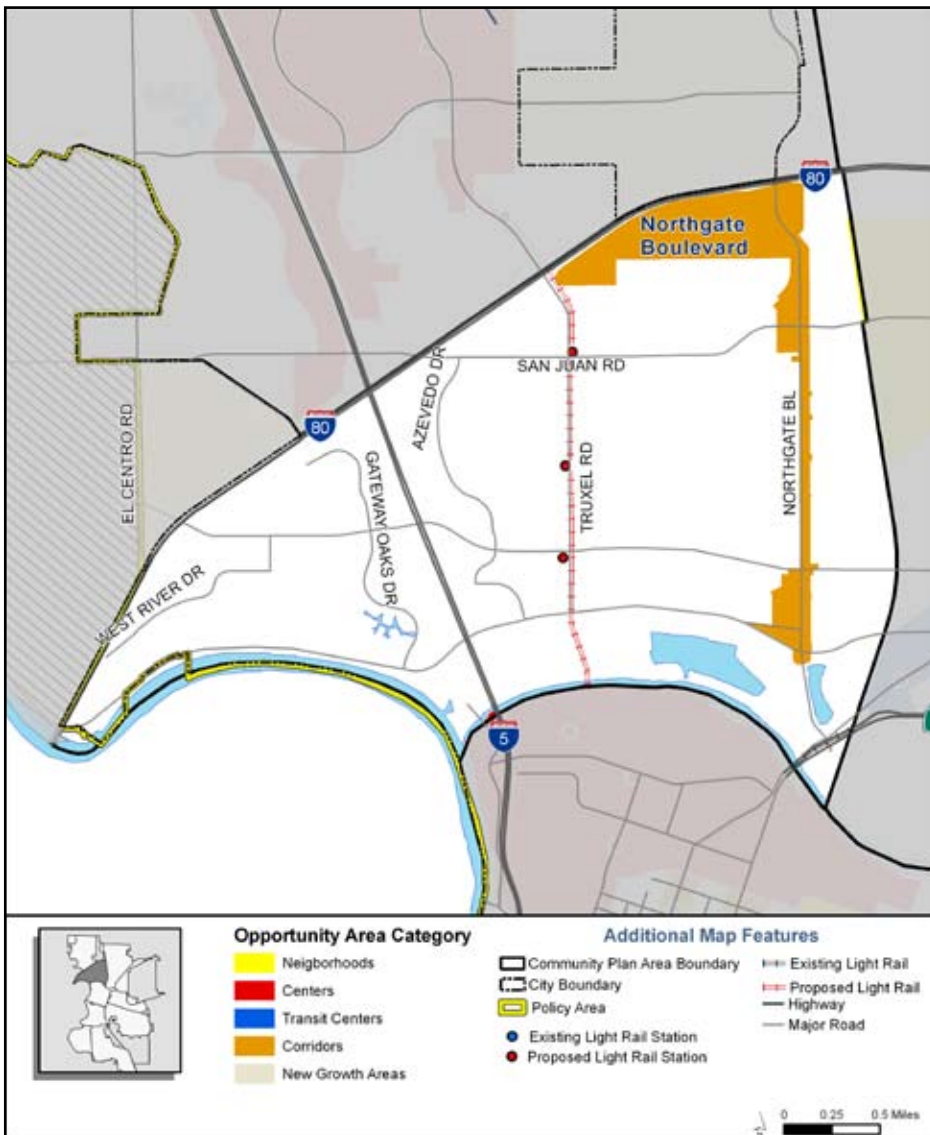 80
Northgate
Boulevard
SAN JUAN RD
AZEVEDO DR
EL CENTRO RD
80
GATEWAY OAKS DR
TRUXEL RD
NORTHGATE BL
WEST RIVER DR
5
Opportunity Area Category
Neigborhoods
Centers
Transit Centers
Corridors
New Growth Areas
Additional Map Features
Community Plan Area Boundary
City Boundary
Policy Area
Existing Light Rail Station
Proposed Light Rail Station
Existing Light Rail
Proposed Light Rail
Highway
Major Road
0 0.25 0.5 Miles